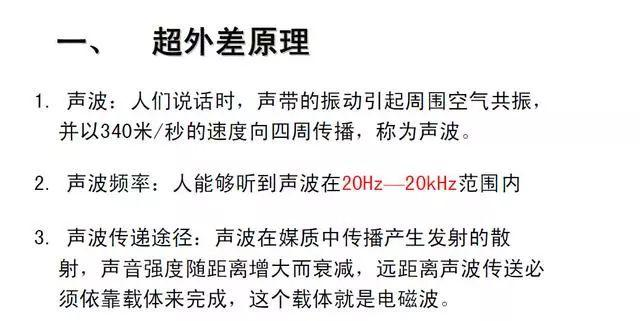 一、 超外差原理
1. 声波：人们说话时，声带的振动引起周围空气共振，
并以340米/秒的速度向四周传播，称为声波。
2. 声波频率：人能够听到声波在20Hz—20kHz范围内
3. 声波传递途径：声波在媒质中传播产生发射的散
射，声音强度随距离增大而衰减，远距离声波传送必
须依靠载体来完成，这个载体就是电磁波。